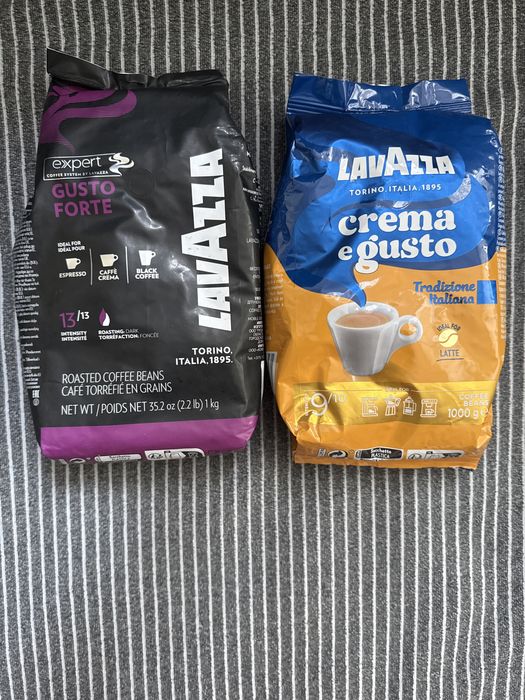 expert
COFFEE SYSTEM BY LAVAZZA
GUSTO
FORTE
IDEAL FOR
IDÉAL POUR
ESPRESSO
CAFFÈ
CREMA
BLACK
COFFEE
13/13
INTENSITY
INTENSITÉ
ROASTING: DARK
TORRÉFACTION: FONCÉE
LAVAZZA
TORINO,
ITALIA, 1895.
ROASTED COFFEE BEANS
CAFÉ TORRÉFIÉ EN GRAINS
NET WT / POIDS NET 35.2 oz (2.2 lb) 1 kg
LAVAZZA
TORINO, ITALIA, 1895
crema
e gusto
Tradizione
Italiana
IDEAL FOR
LATTE
9/10
COFFEE
BEANS
1000 g e
Sacchetto
PLASTICA